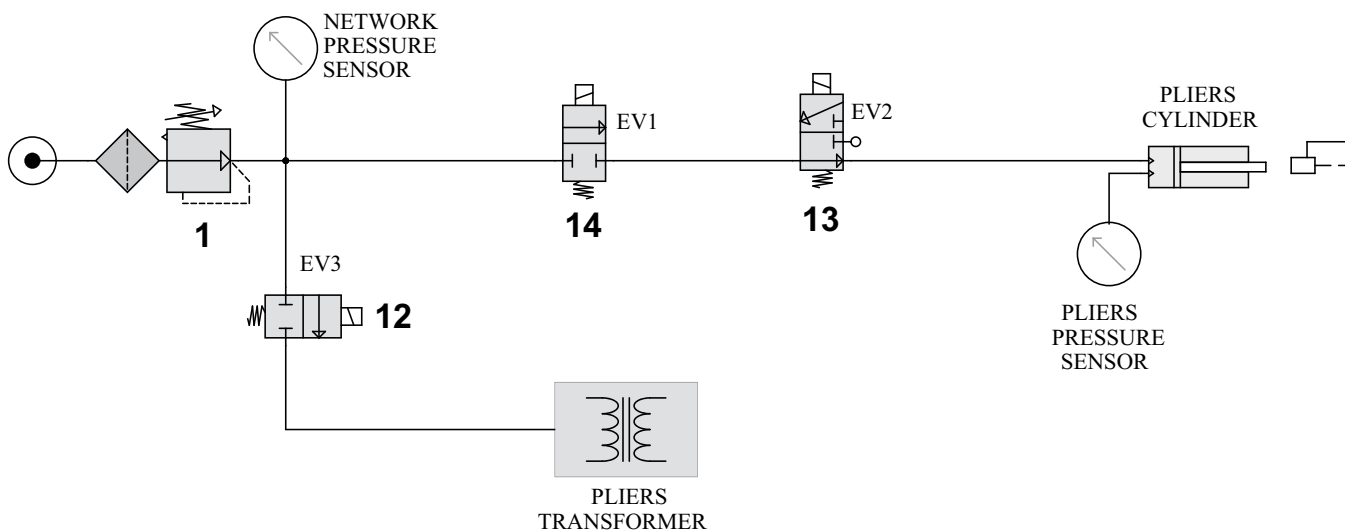 NETWORK
PRESSURE
SENSOR
EV1
EV2
PLIERS
CYLINDER
1
14
13
EV3
12
PLIERS
PRESSURE
SENSOR
PLIERS
TRANSFORMER